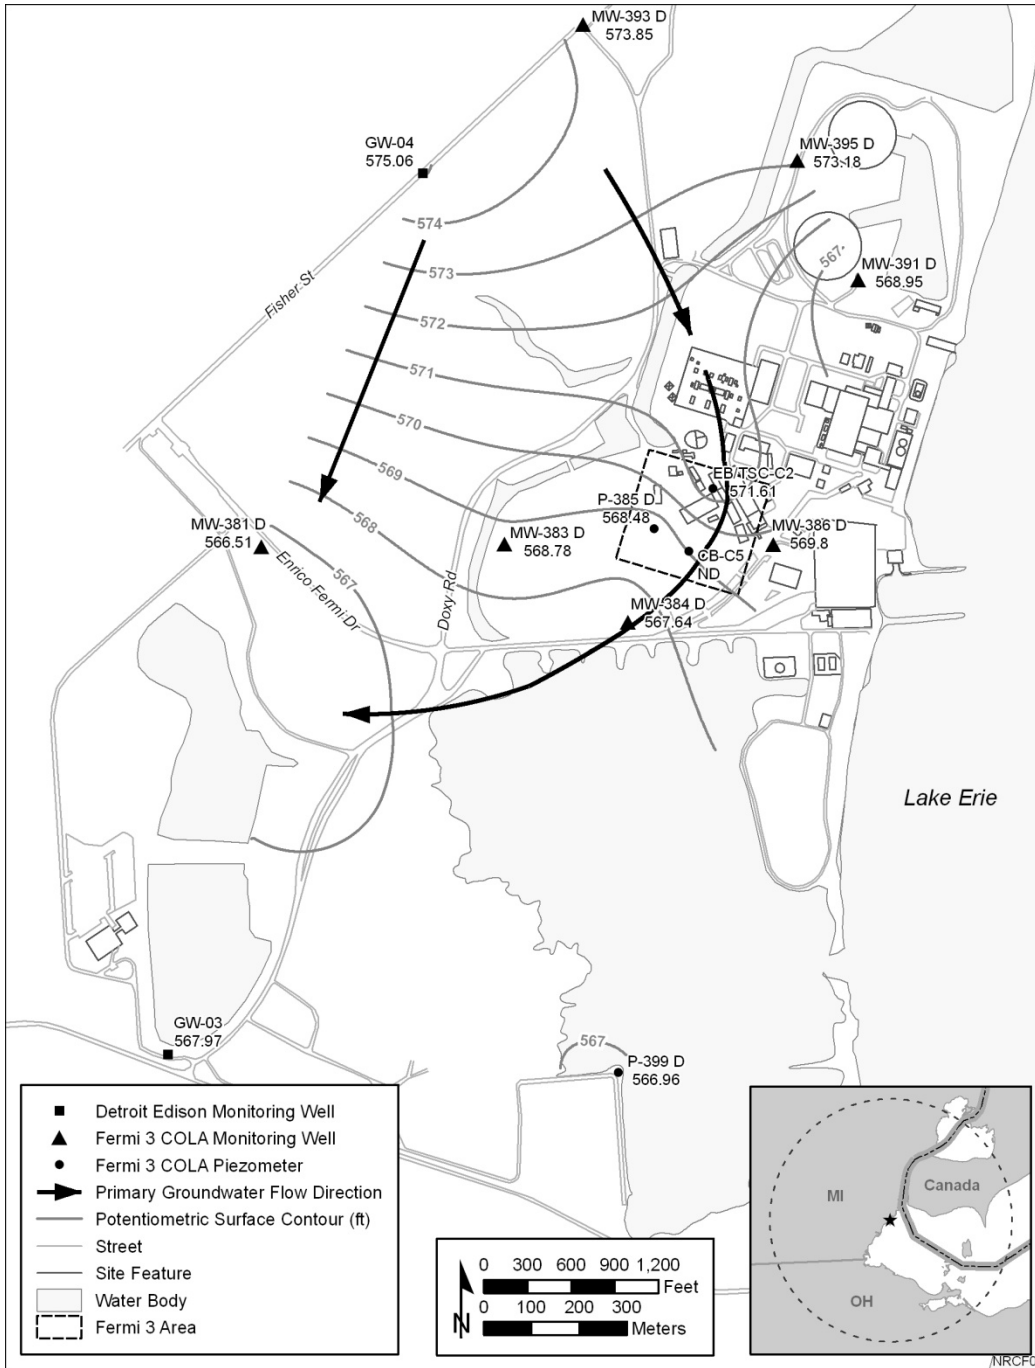 MW-393 D
573.85
GW-04
575.06
MW-395 D
573.18
574
573
567
MW-391 D
568.95
Fisher St
572
571
570
569
EB/TSC-C2
571.61
P-385 D
568.48
MW-381 D
566.51
568
MW-383 D
568.78
MW-386 D
569.8
CB-C5
ND
567
Enrico Fermi Dr
Doxy Rd
MW-384 D
567.64
Lake Erie
GW-03
567.97
567
P-399 D
566.96
Detroit Edison Monitoring Well
Fermi 3 COLA Monitoring Well
Fermi 3 COLA Piezometer
Primary Groundwater Flow Direction
Potentiometric Surface Contour (ft)
Street
Site Feature
Water Body
Fermi 3 Area
N
0 300 600 900 1,200
Feet
0 100 200 300
Meters
MI
Canada
OH